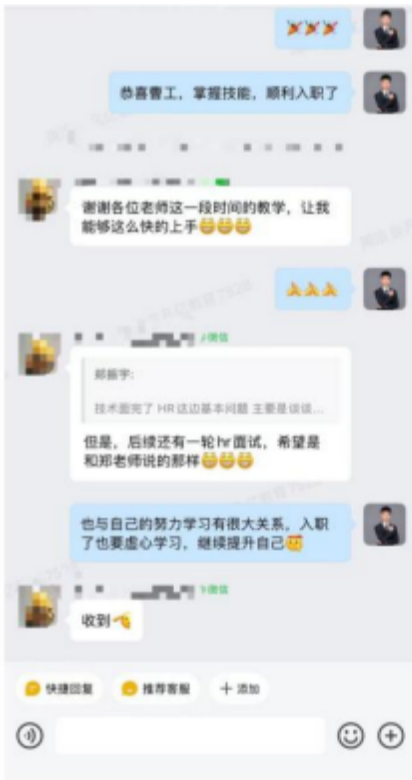 恭喜曹工，掌握技能，顺利入职了
谢谢各位老师这一段时间的教学，让我
能够这么快的上手
郑振宇:
技术面完了 HR 这边基本问题 主要是谈谈...
但是，后续还有一轮hr面试，希望是
和郑老师说的那样
也与自己的努力学习有很大关系，入职
了也要虚心学习，继续提升自己
收到
快捷回复
推荐客服
+ 添加